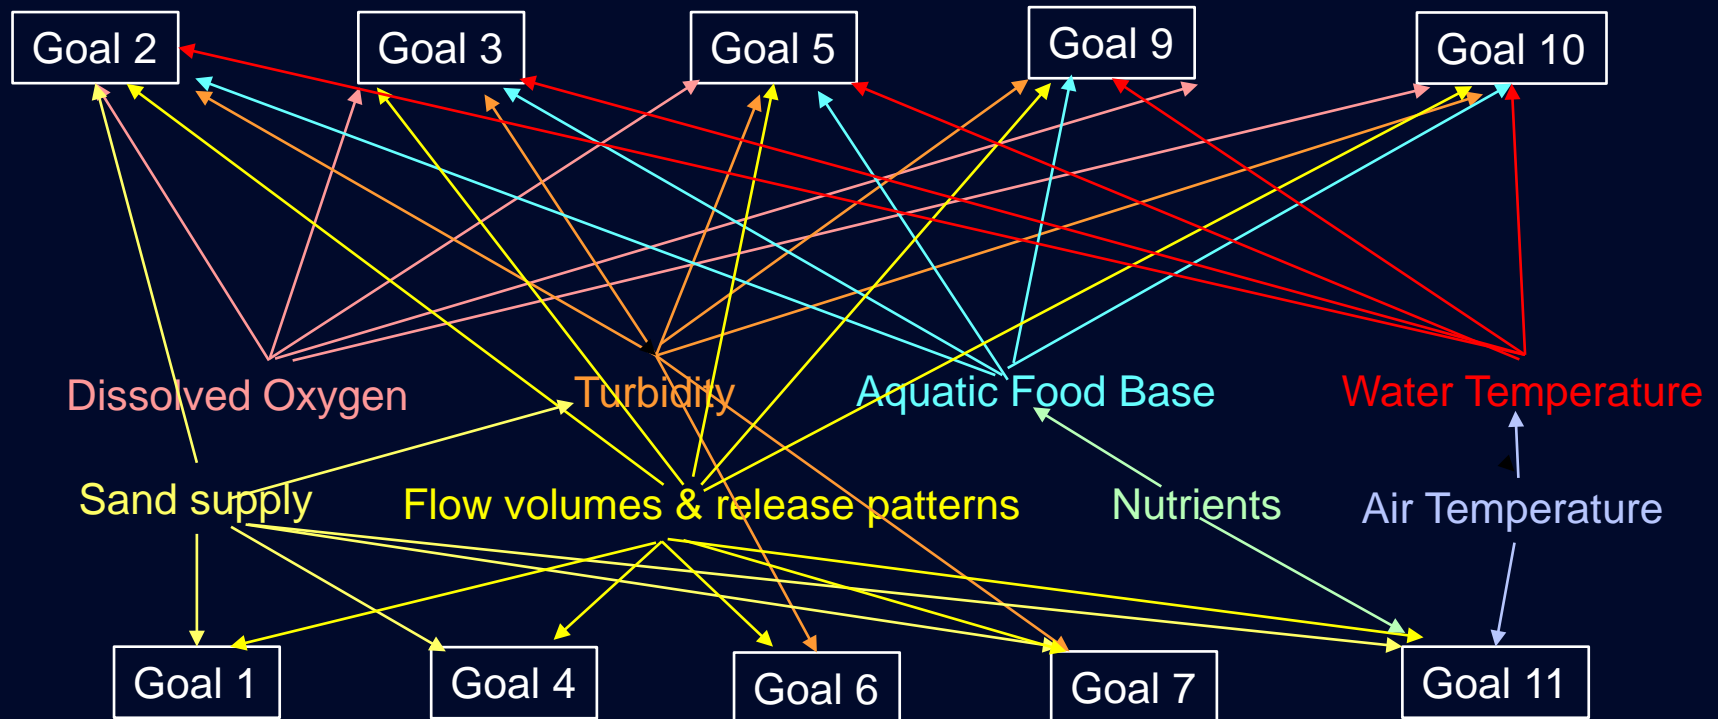 Goal 2
Goal 3
Goal 5
Goal 9
Goal 10
Dissolved Oxygen
Turbidity
Aquatic Food Base
Water Temperature
Sand supply
Flow volumes & release patterns
Nutrients
Air Temperature
Goal 1
Goal 4
Goal 6
Goal 7
Goal 11